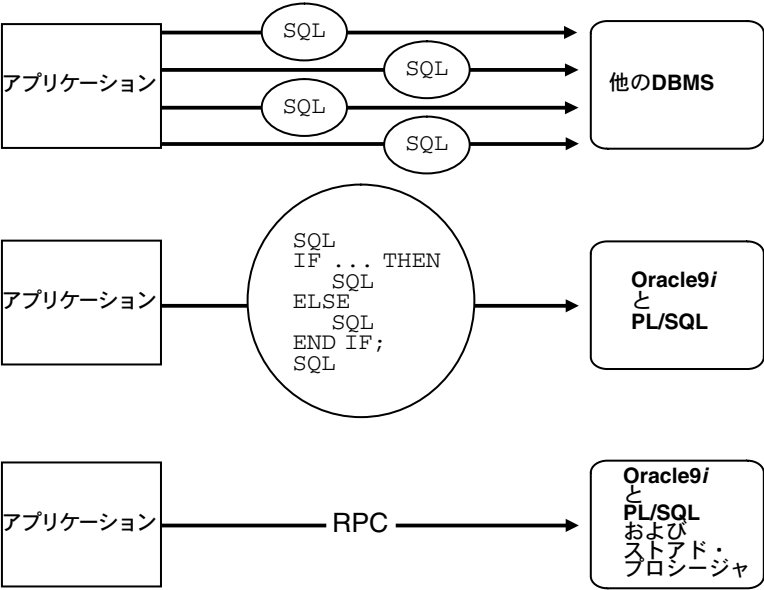 アプリケーション
SQL
SQL
SQL
SQL
他のDBMS
アプリケーション
SQL
IF ... THEN
SQL
ELSE
SQL
END IF;
SQL
Oracle9i
と
PL/SQL
アプリケーション
RPC
Oracle9i
と
PL/SQL
および
ストアド・
プロシージャ